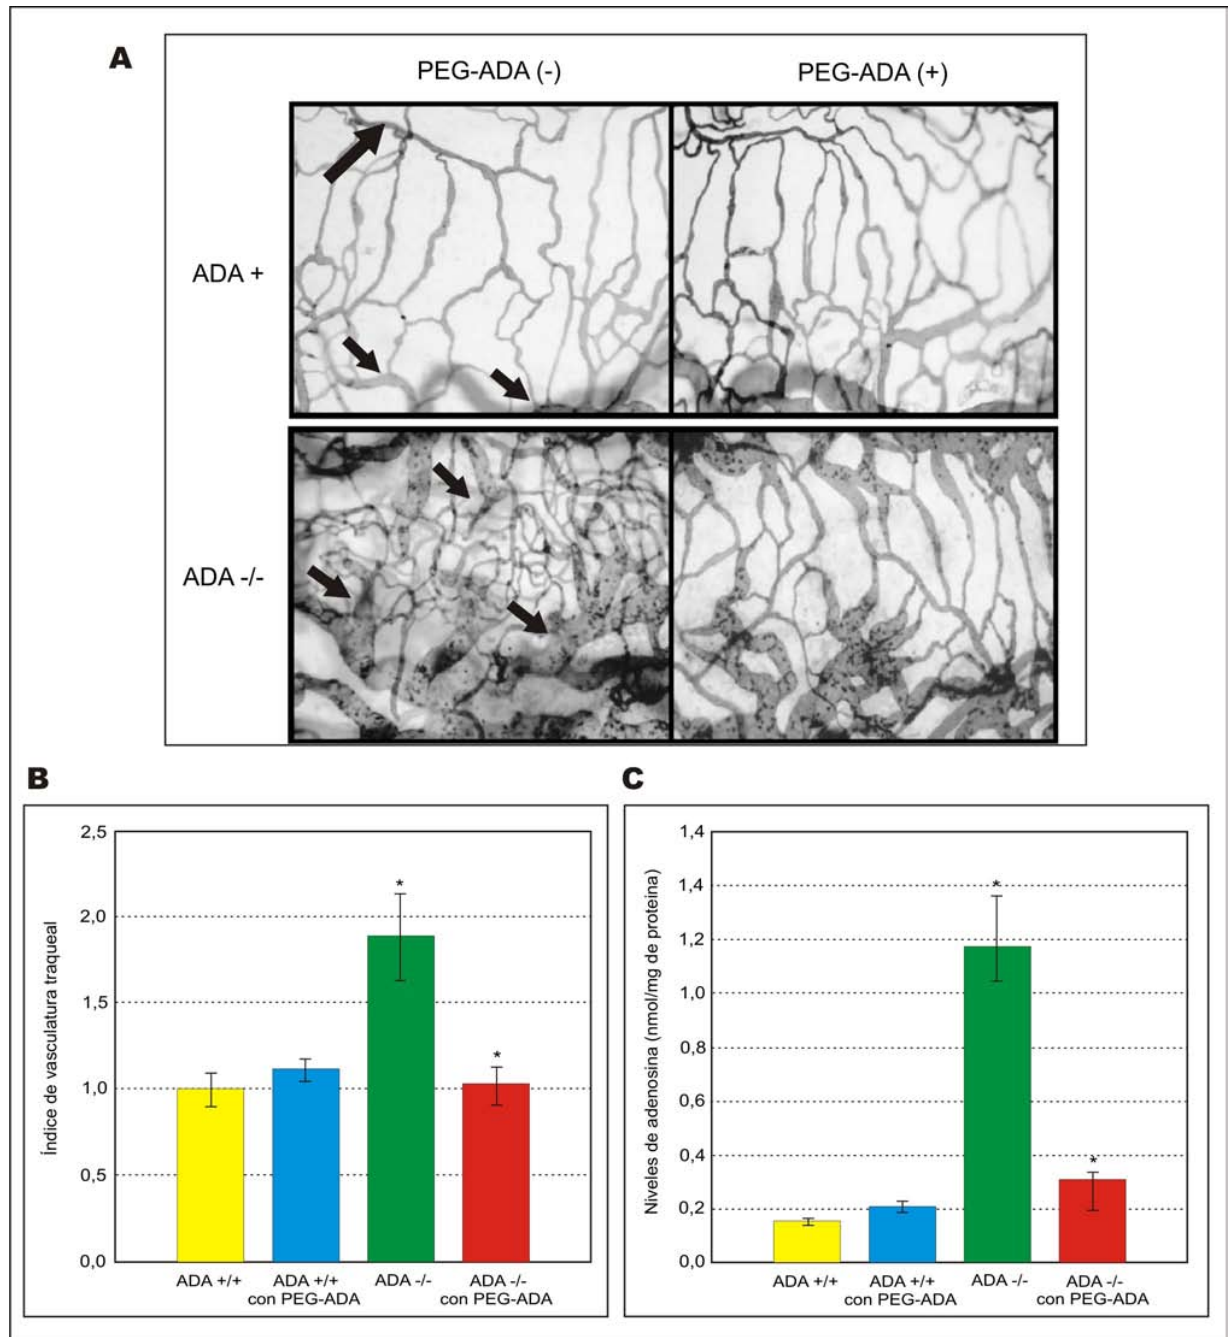 A
PEG-ADA (-)
PEG-ADA (+)
ADA +
ADA -/-
B
Índice de vasculatura traqueal
2,5
2,0
1,5
1,0
0,5
0,0
*
*
ADA +/+
ADA +/+
con PEG-ADA
ADA -/-
ADA -/-
con PEG-ADA
C
Niveles de adenosina (nmol/mg de proteina)
1,4
1,4
1,2
1,0
0,8
0,6
0,4
0,2
0,0
*
*
ADA +/+
ADA +/+
con PEG-ADA
ADA -/-
ADA -/-
con PEG-ADA